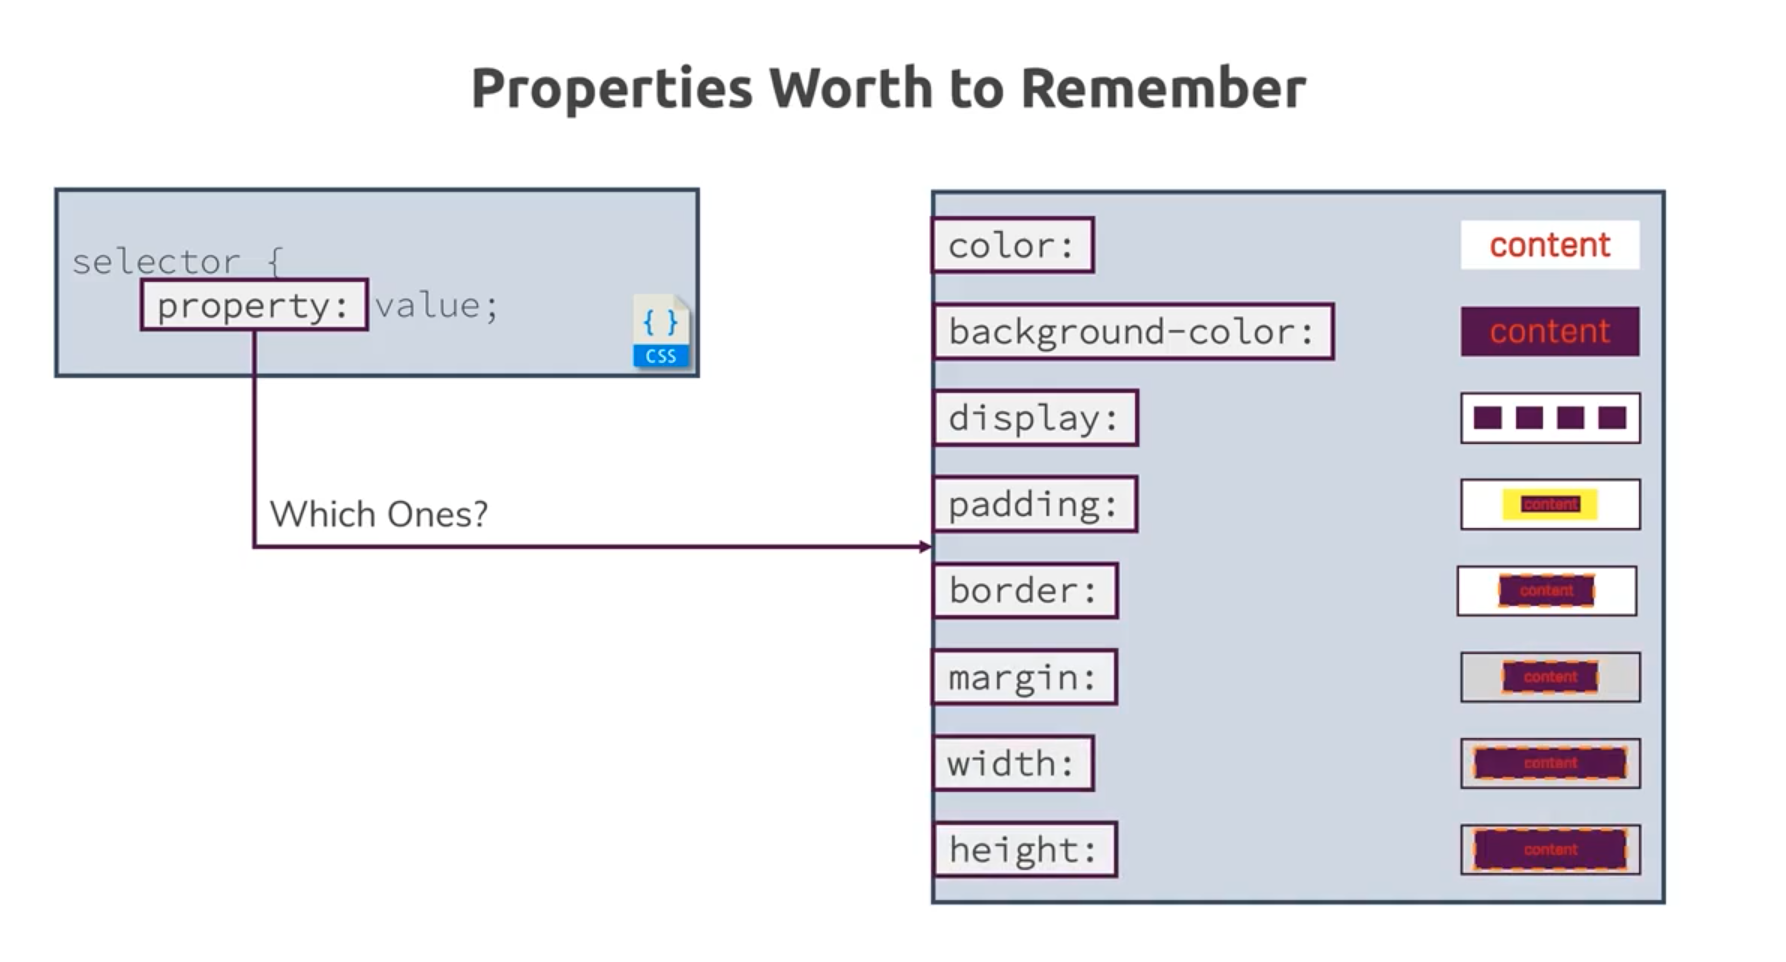 Properties Worth to Remember
selector {
property: value;
{ }
CSS
Which Ones?
color:
content
background-color:
content
display:
padding:
content
border:
content
margin:
content
width:
content
height:
content